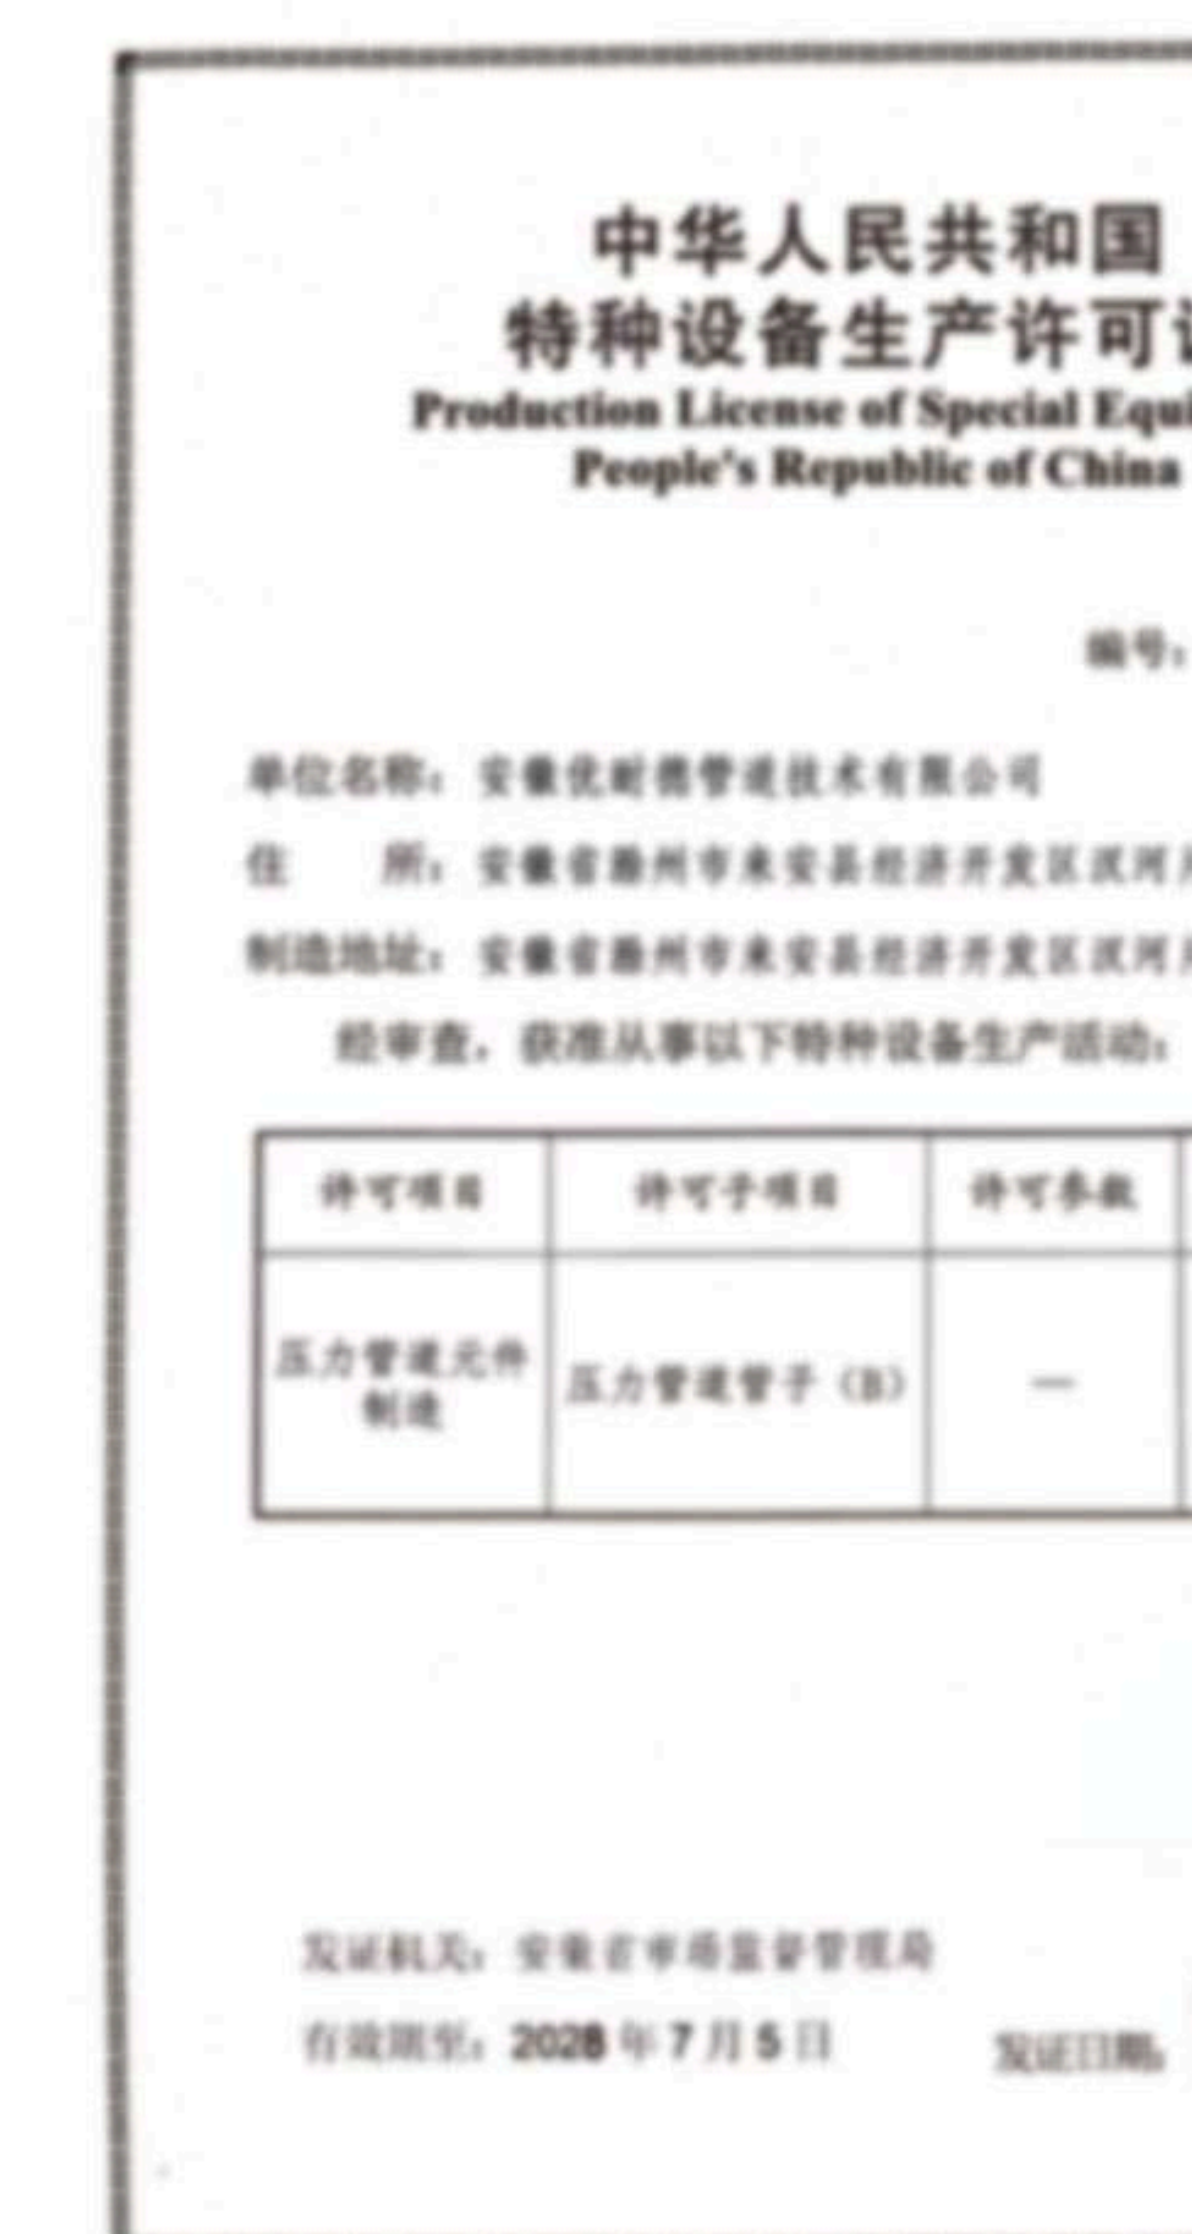 中华人民共和国
特种设备生产许可
Production License of Special Equi
People's Republic of China
编号：
单位名称：安徽优耐德管道技术有限公司
住 所：安徽省滁州市来安县经济开发区汊河
制造地址：安徽省滁州市来安县经济开发区汊河
经审查，获准从事以下特种设备生产活动：
许可项目 许可子项目 许可参数
压力管道元件
制造
压力管道管子（B） —
发证机关：安徽省市场监督管理局
有效期至：2028年7月5日 发证日期：